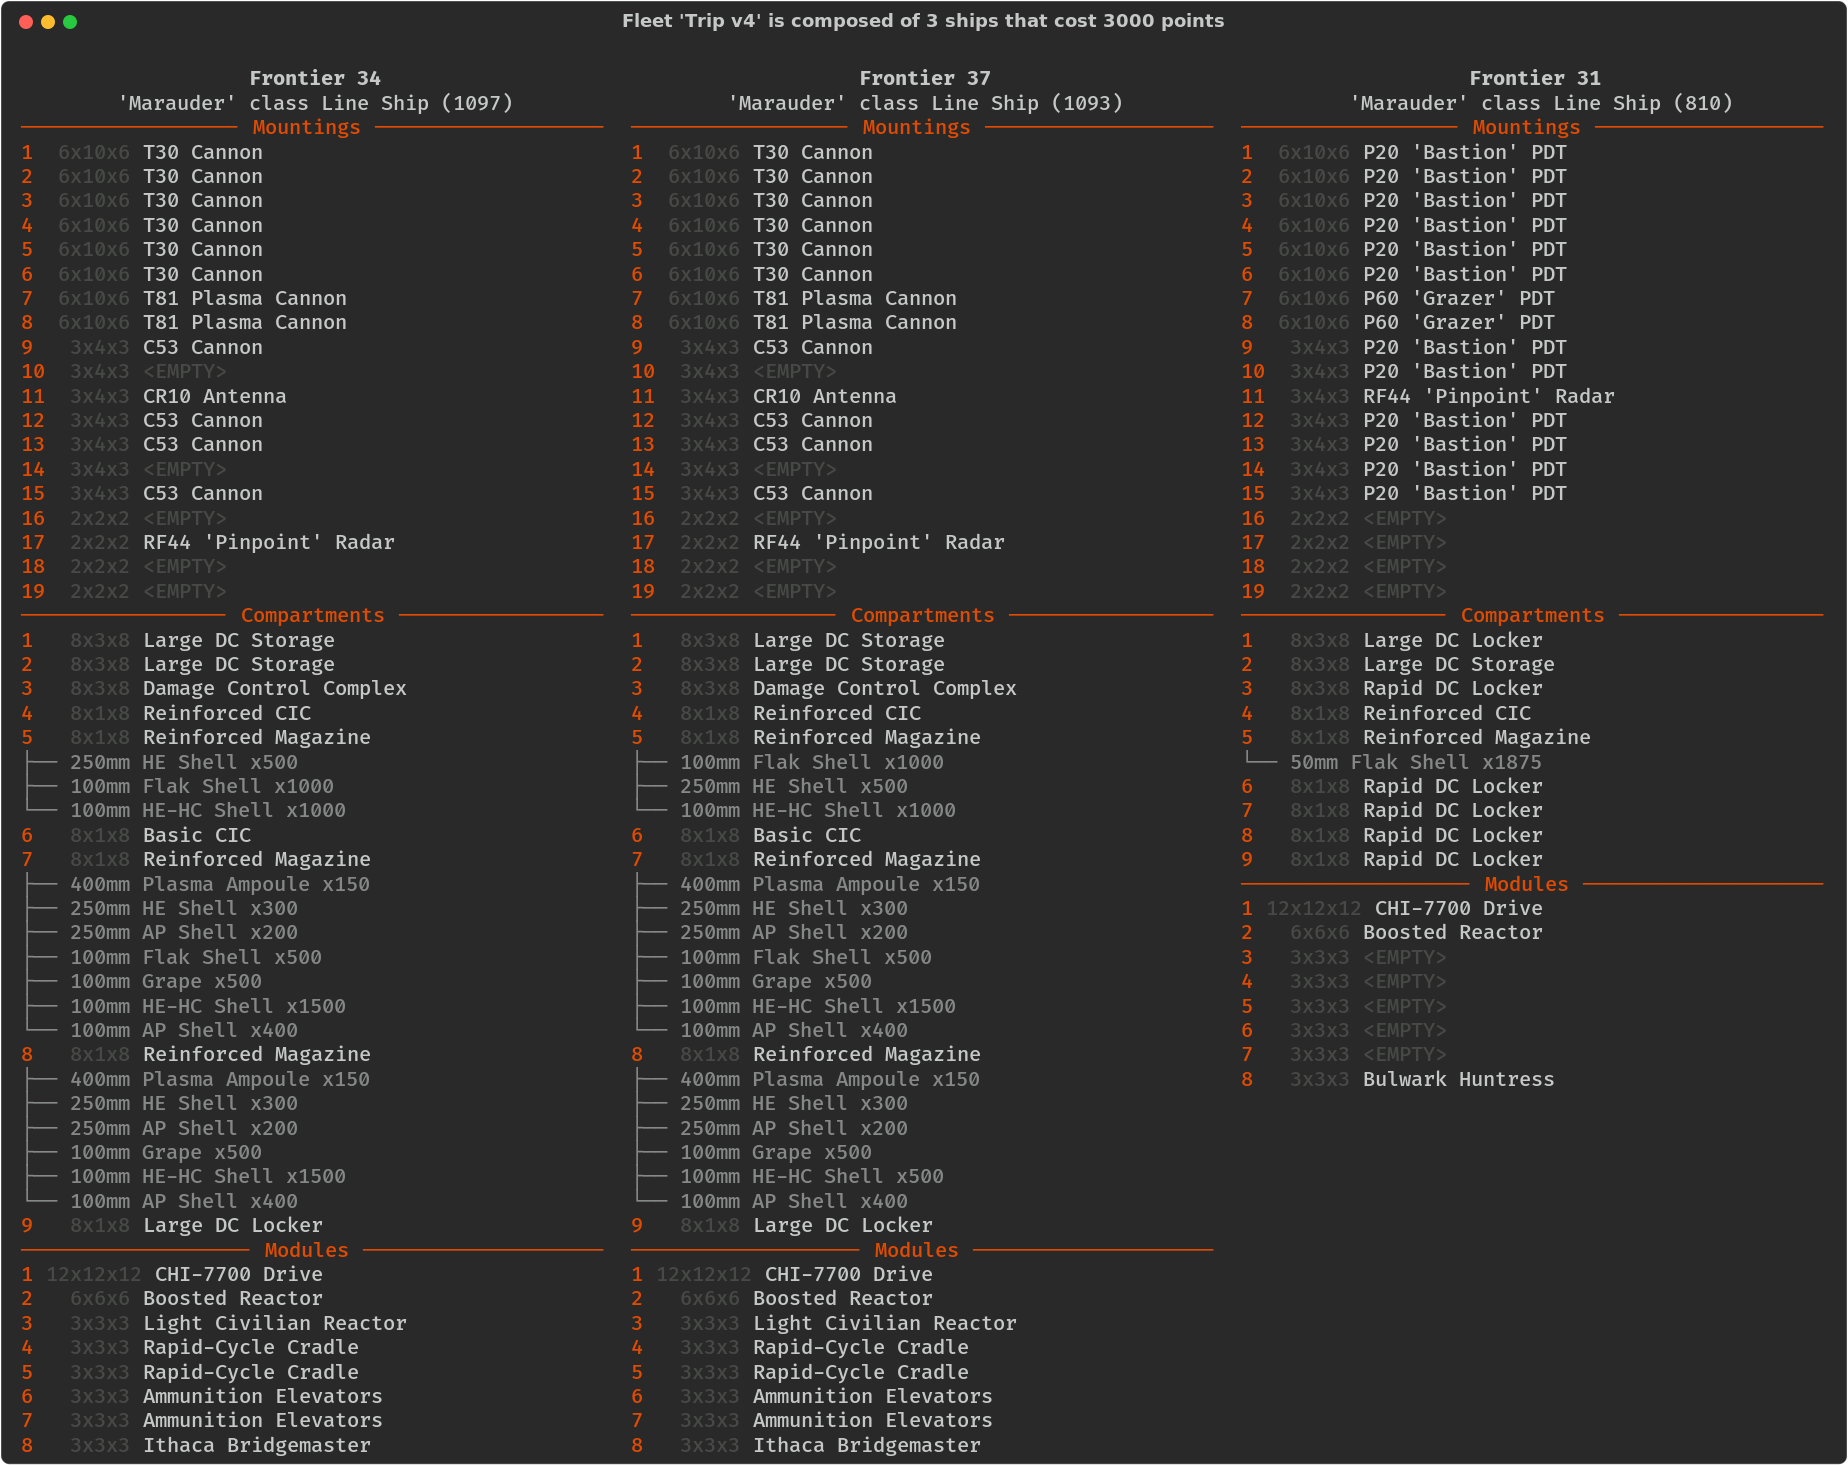 Fleet 'Trip v4' is composed of 3 ships that cost 3000 points
Frontier 34
'Marauder' class Line Ship (1097)
Mountings
1 6x10x6 T30 Cannon
2 6x10x6 T30 Cannon
3 6x10x6 T30 Cannon
4 6x10x6 T30 Cannon
5 6x10x6 T30 Cannon
6 6x10x6 T30 Cannon
7 6x10x6 T81 Plasma Cannon
8 6x10x6 T81 Plasma Cannon
9 3x4x3 C53 Cannon
10 3x4x3 <EMPTY>
11 3x4x3 CR10 Antenna
12 3x4x3 C53 Cannon
13 3x4x3 C53 Cannon
14 3x4x3 <EMPTY>
15 3x4x3 C53 Cannon
16 2x2x2 <EMPTY>
17 2x2x2 RF44 'Pinpoint' Radar
18 2x2x2 <EMPTY>
19 2x2x2 <EMPTY>
Compartments
1 8x3x8 Large DC Storage
2 8x3x8 Large DC Storage
3 8x3x8 Damage Control Complex
4 8x1x8 Reinforced CIC
5 8x1x8 Reinforced Magazine
250mm HE Shell x500
100mm Flak Shell x1000
100mm HE-HC Shell x1000
6 8x1x8 Basic CIC
7 8x1x8 Reinforced Magazine
400mm Plasma Ampoule x150
250mm HE Shell x300
250mm AP Shell x200
100mm Flak Shell x500
100mm Grape x500
100mm HE-HC Shell x1500
100mm AP Shell x400
8 8x1x8 Reinforced Magazine
400mm Plasma Ampoule x150
250mm HE Shell x300
250mm AP Shell x200
100mm Grape x500
100mm HE-HC Shell x1500
100mm AP Shell x400
9 8x1x8 Large DC Locker
Modules
1 12x12x12 CHI-7700 Drive
2 6x6x6 Boosted Reactor
3 3x3x3 Light Civilian Reactor
4 3x3x3 Rapid-Cycle Cradle
5 3x3x3 Rapid-Cycle Cradle
6 3x3x3 Ammunition Elevators
7 3x3x3 Ammunition Elevators
8 3x3x3 Ithaca Bridgemaster
Frontier 37
'Marauder' class Line Ship (1093)
Mountings
1 6x10x6 T30 Cannon
2 6x10x6 T30 Cannon
3 6x10x6 T30 Cannon
4 6x10x6 T30 Cannon
5 6x10x6 T30 Cannon
6 6x10x6 T30 Cannon
7 6x10x6 T81 Plasma Cannon
8 6x10x6 T81 Plasma Cannon
9 3x4x3 C53 Cannon
10 3x4x3 <EMPTY>
11 3x4x3 CR10 Antenna
12 3x4x3 C53 Cannon
13 3x4x3 C53 Cannon
14 3x4x3 <EMPTY>
15 3x4x3 C53 Cannon
16 2x2x2 <EMPTY>
17 2x2x2 RF44 'Pinpoint' Radar
18 2x2x2 <EMPTY>
19 2x2x2 <EMPTY>
Compartments
1 8x3x8 Large DC Storage
2 8x3x8 Large DC Storage
3 8x3x8 Damage Control Complex
4 8x1x8 Reinforced CIC
5 8x1x8 Reinforced Magazine
100mm Flak Shell x1000
250mm HE Shell x500
100mm HE-HC Shell x1000
6 8x1x8 Basic CIC
7 8x1x8 Reinforced Magazine
400mm Plasma Ampoule x150
250mm HE Shell x300
250mm AP Shell x200
100mm Flak Shell x500
100mm Grape x500
100mm HE-HC Shell x1500
100mm AP Shell x400
8 8x1x8 Reinforced Magazine
400mm Plasma Ampoule x150
250mm HE Shell x300
250mm AP Shell x200
100mm Grape x500
100mm HE-HC Shell x500
100mm AP Shell x400
9 8x1x8 Large DC Locker
Modules
1 12x12x12 CHI-7700 Drive
2 6x6x6 Boosted Reactor
3 3x3x3 Light Civilian Reactor
4 3x3x3 Rapid-Cycle Cradle
5 3x3x3 Rapid-Cycle Cradle
6 3x3x3 Ammunition Elevators
7 3x3x3 Ammunition Elevators
8 3x3x3 Ithaca Bridgemaster
Frontier 31
'Marauder' class Line Ship (810)
Mountings
1 6x10x6 P20 'Bastion' PDT
2 6x10x6 P20 'Bastion' PDT
3 6x10x6 P20 'Bastion' PDT
4 6x10x6 P20 'Bastion' PDT
5 6x10x6 P20 'Bastion' PDT
6 6x10x6 P20 'Bastion' PDT
7 6x10x6 P60 'Grazer' PDT
8 6x10x6 P60 'Grazer' PDT
9 3x4x3 P20 'Bastion' PDT
10 3x4x3 P20 'Bastion' PDT
11 3x4x3 RF44 'Pinpoint' Radar
12 3x4x3 P20 'Bastion' PDT
13 3x4x3 P20 'Bastion' PDT
14 3x4x3 P20 'Bastion' PDT
15 3x4x3 P20 'Bastion' PDT
16 2x2x2 <EMPTY>
17 2x2x2 <EMPTY>
18 2x2x2 <EMPTY>
19 2x2x2 <EMPTY>
Compartments
1 8x3x8 Large DC Locker
2 8x3x8 Large DC Storage
3 8x3x8 Rapid DC Locker
4 8x1x8 Reinforced CIC
5 8x1x8 Reinforced Magazine
50mm Flak Shell x1875
6 8x1x8 Rapid DC Locker
7 8x1x8 Rapid DC Locker
8 8x1x8 Rapid DC Locker
9 8x1x8 Rapid DC Locker
Modules
1 12x12x12 CHI-7700 Drive
2 6x6x6 Boosted Reactor
3 3x3x3 <EMPTY>
4 3x3x3 <EMPTY>
5 3x3x3 <EMPTY>
6 3x3x3 <EMPTY>
7 3x3x3 <EMPTY>
8 3x3x3 Bulwark Huntress